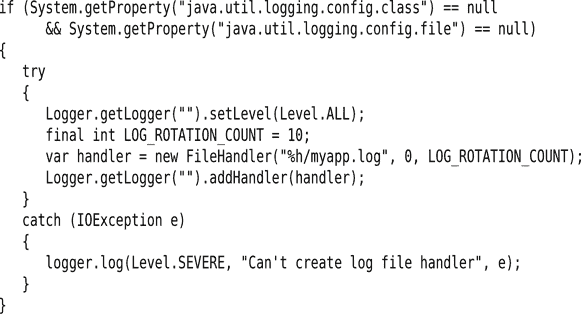 if (System.getProperty("java.util.logging.config.class") == null
      && System.getProperty("java.util.logging.config.file") == null)
{
   try
   {
      Logger.getLogger("").setLevel(Level.ALL);
      final int LOG_ROTATION_COUNT = 10;
      var handler = new FileHandler("%h/myapp.log", 0, LOG_ROTATION_COUNT);
      Logger.getLogger("").addHandler(handler);
   }
   catch (IOException e)
   {
      logger.log(Level.SEVERE, "Can't create log file handler", e);
   }
}